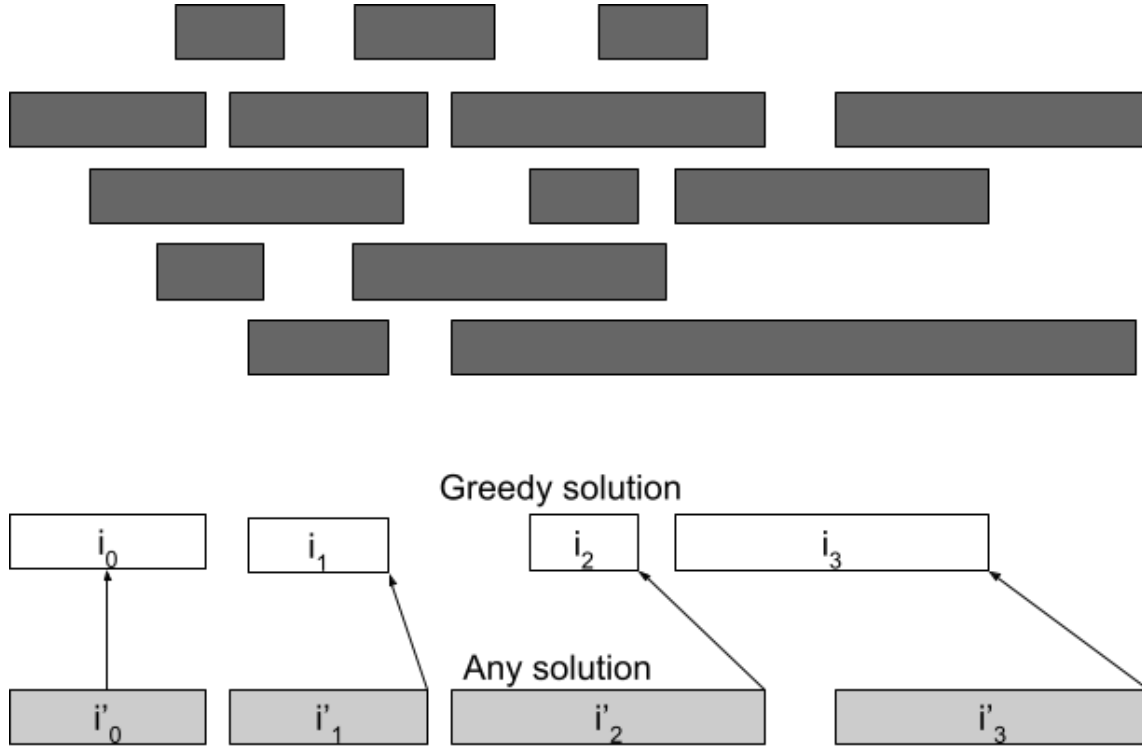 Greedy solution
i₀ i₁ i₂ i₃
Any solution
i'₀ i'₁ i'₂ i'₃